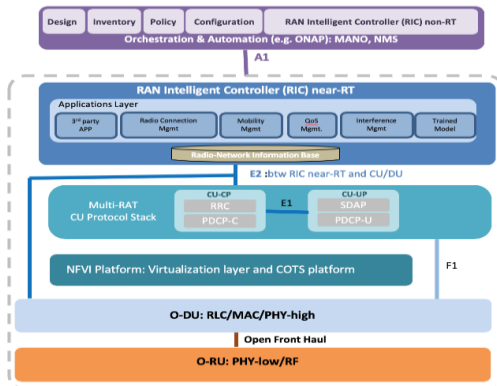 Design
Inventory
Policy
Configuration
RAN Intelligent Controller (RIC) non-RT
Orchestration & Automation (e.g. ONAP): MANO, NMS
A1
RAN Intelligent Controller (RIC) near-RT
Applications Layer
3rd party
APP
Radio Connection
Mgmt
Mobility
Mgmt
QoS
Mgmt.
Interference
Mgmt
Trained
Model
Radio-Network Information Base
E2 :btw RIC near-RT and CU/DU
Multi-RAT
CU Protocol Stack
CU-CP
RRC
PDCP-C
E1
CU-UP
SDAP
PDCP-U
NFVI Platform: Virtualization layer and COTS platform
F1
O-DU: RLC/MAC/PHY-high
Open Front Haul
O-RU: PHY-low/RF